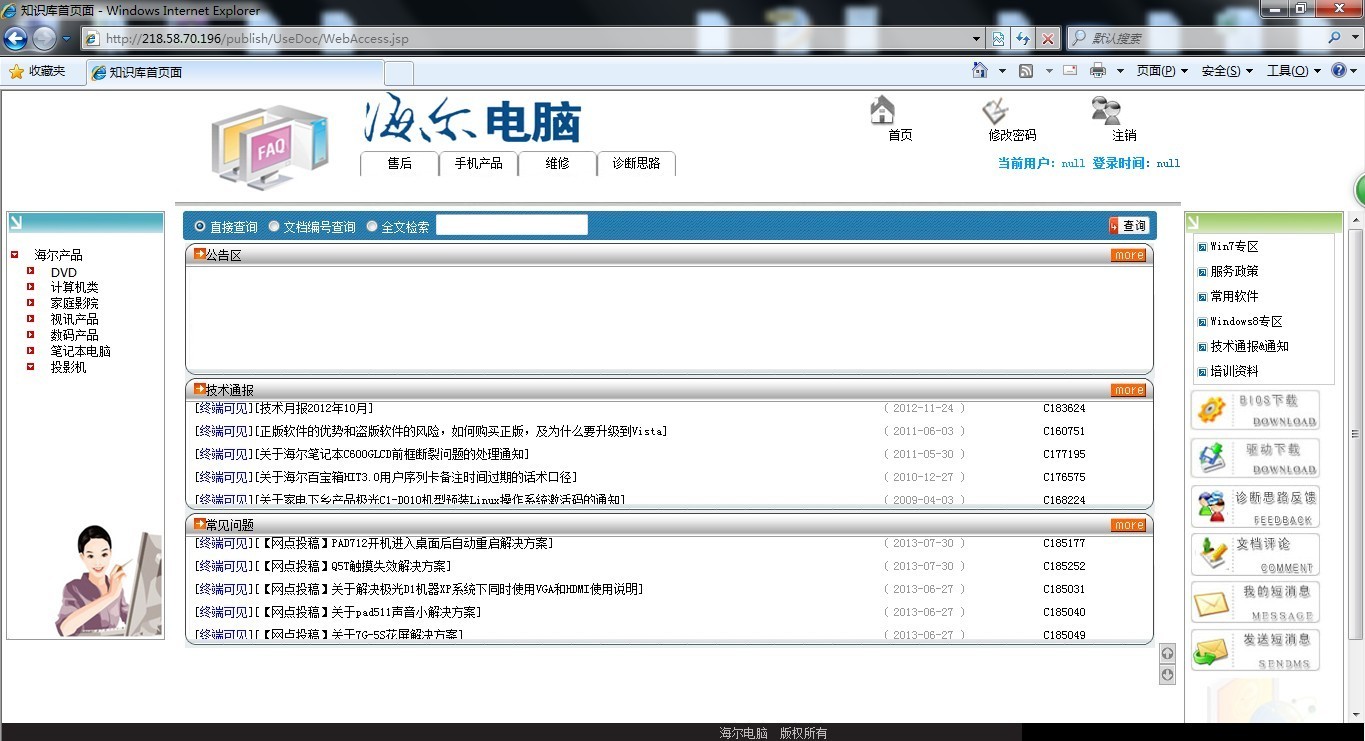 知识库首页面 - Windows Internet Explorer
http://218.58.70.196/publish/UseDoc/WebAccess.jsp
默认搜索
收藏夹
知识库首页面
页面(P) 安全(S) 工具(O)
FAQ
海尔电脑
首页 修改密码 注销
售后 手机产品 维修 诊断思路
当前用户：null 登录时间：null
海尔产品
DVD
计算机类
家庭影院
视讯产品
数码产品
笔记本电脑
投影机
直接查询 文档编号查询 全文检索 查询
公告区 more
技术通报 more
[终端可见][技术月报2012年10月] ( 2012-11-24 ) C183624
[终端可见][正版软件的优势和盗版软件的风险，如何购买正版，及为什么要升级到Vista] ( 2011-06-03 ) C160751
[终端可见][关于海尔笔记本C600GLCD前框断裂问题的处理通知] ( 2011-05-30 ) C177195
[终端可见][关于海尔百宝箱HIT3.0用户序列卡备注时间过期的话术口径] ( 2010-12-27 ) C176575
[终端可见][关于家电下乡产品极光C1-D010机型预装Linux操作系统激活码的通知] ( 2009-04-03 ) C168224
常见问题 more
[终端可见][【网点投稿】PAD712开机进入桌面后自动重启解决方案] ( 2013-07-30 ) C185177
[终端可见][【网点投稿】Q5T触摸失效解决方案] ( 2013-07-30 ) C185252
[终端可见][【网点投稿】关于解决极光D1机器XP系统下同时使用VGA和HDMI使用说明] ( 2013-06-27 ) C185031
[终端可见][【网点投稿】关于pad511声音小解决方案] ( 2013-06-27 ) C185040
[终端可见][【网点投稿】关于7G-5S花屏解决方案] ( 2013-06-27 ) C185049
Win7专区
服务政策
常用软件
Windows8专区
技术通报&通知
培训资料
BIOS下载
DOWNLOAD
驱动下载
DOWNLOAD
诊断思路反馈
FEEDBACK
文档评论
COMMENT
我的短消息
MESSAGE
发送短消息
SENDMS
海尔电脑 版权所有